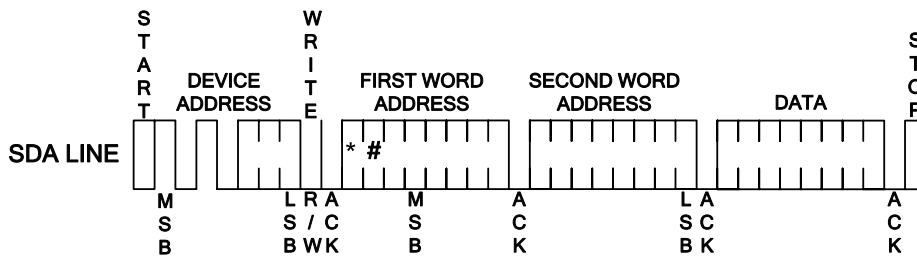 START
WRITE
STOP
DEVICE
ADDRESS
FIRST WORD
ADDRESS
SECOND WORD
ADDRESS
DATA
SDA LINE
* #
MSB
LSB
R/W
ACK
MSB
ACK
LSB
ACK
ACK